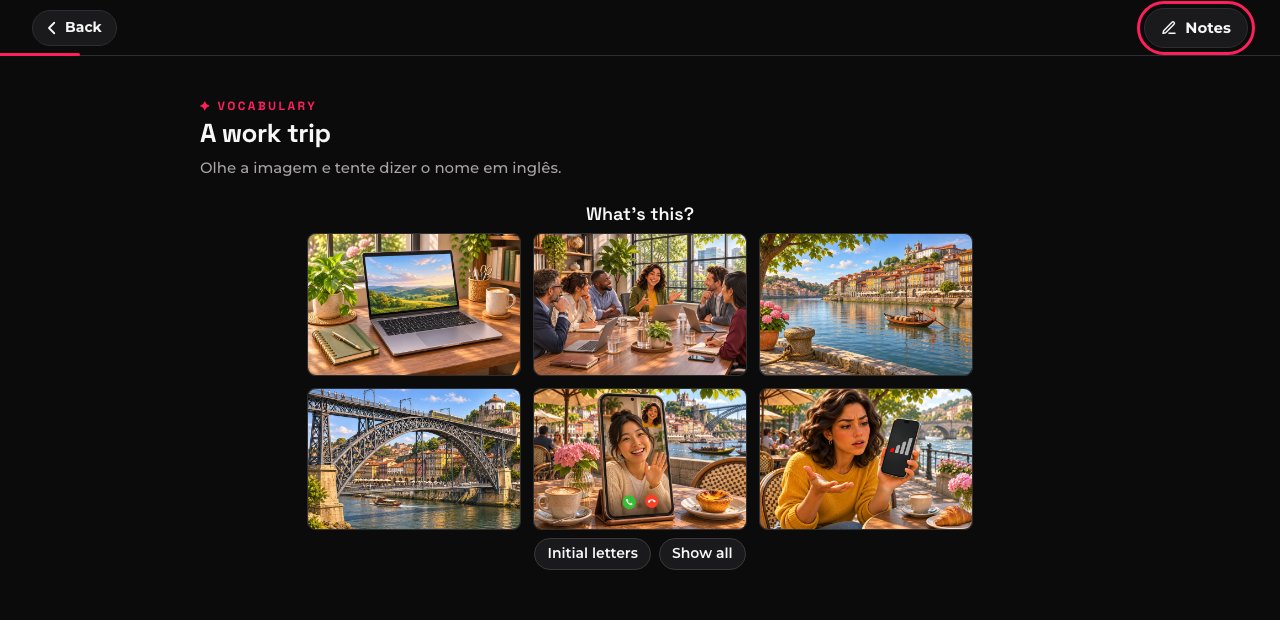 Back
Notes
VOCABULARY
A work trip
Olhe a imagem e tente dizer o nome em inglês.
What's this?
Initial letters
Show all